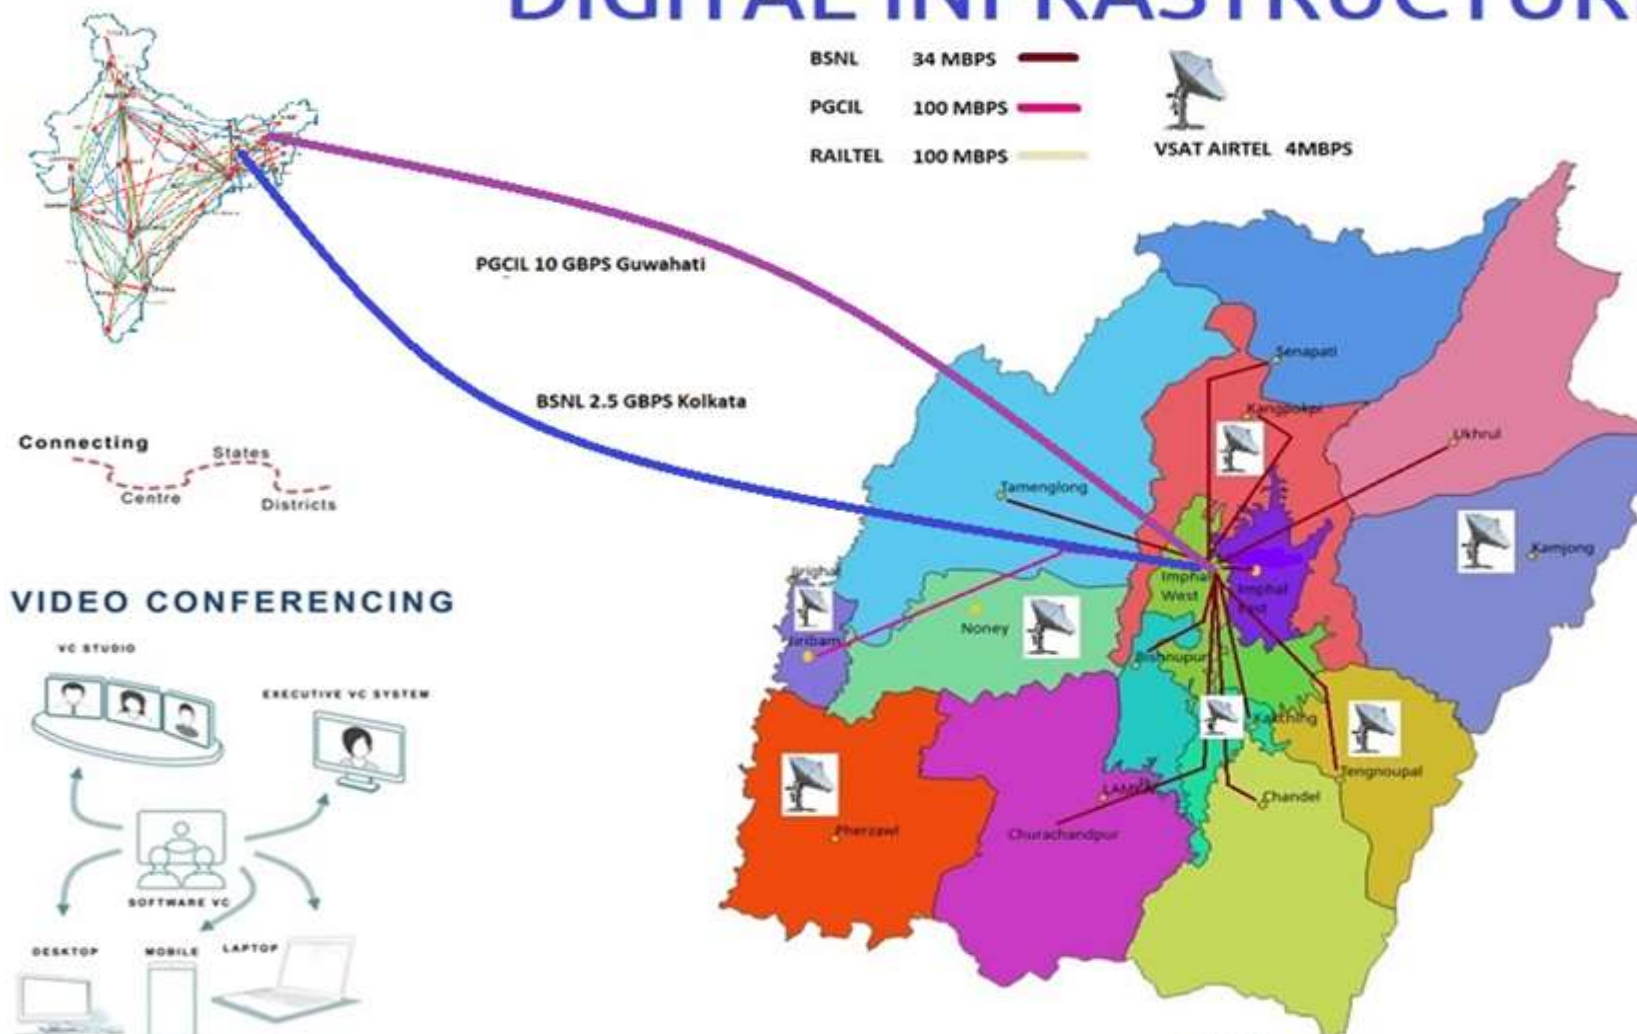 DIGITAL INFRASTRUCTUR
BSNL 34 MBPS
PGCIL 100 MBPS
RAILTEL 100 MBPS
VSAT AIRTEL 4MBPS
PGCIL 10 GBPS Guwahati
BSNL 2.5 GBPS Kolkata
Connecting
States
Centre
Districts
Senapati
Kangpokpi
Ukhrul
Tamenglong
Kamjong
Jirighat
Imphal
West
Imphal
East
Jiribam
Noney
Bishnupur
Kakching
Tengnoupal
Chandel
Pherzawl
Churachandpur
VIDEO CONFERENCING
VC STUDIO
EXECUTIVE VC SYSTEM
SOFTWARE VC
DESKTOP
MOBILE
LAPTOP